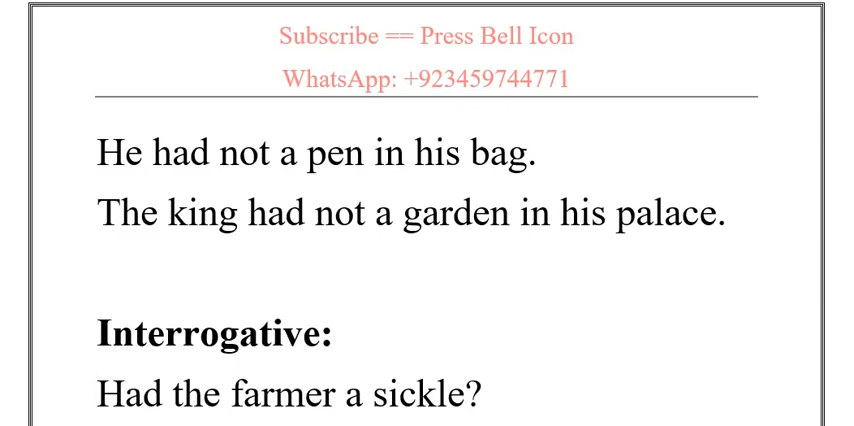 Subscribe == Press Bell Icon
WhatsApp: +923459744771
He had not a pen in his bag.
The king had not a garden in his palace.
Interrogative:
Had the farmer a sickle?